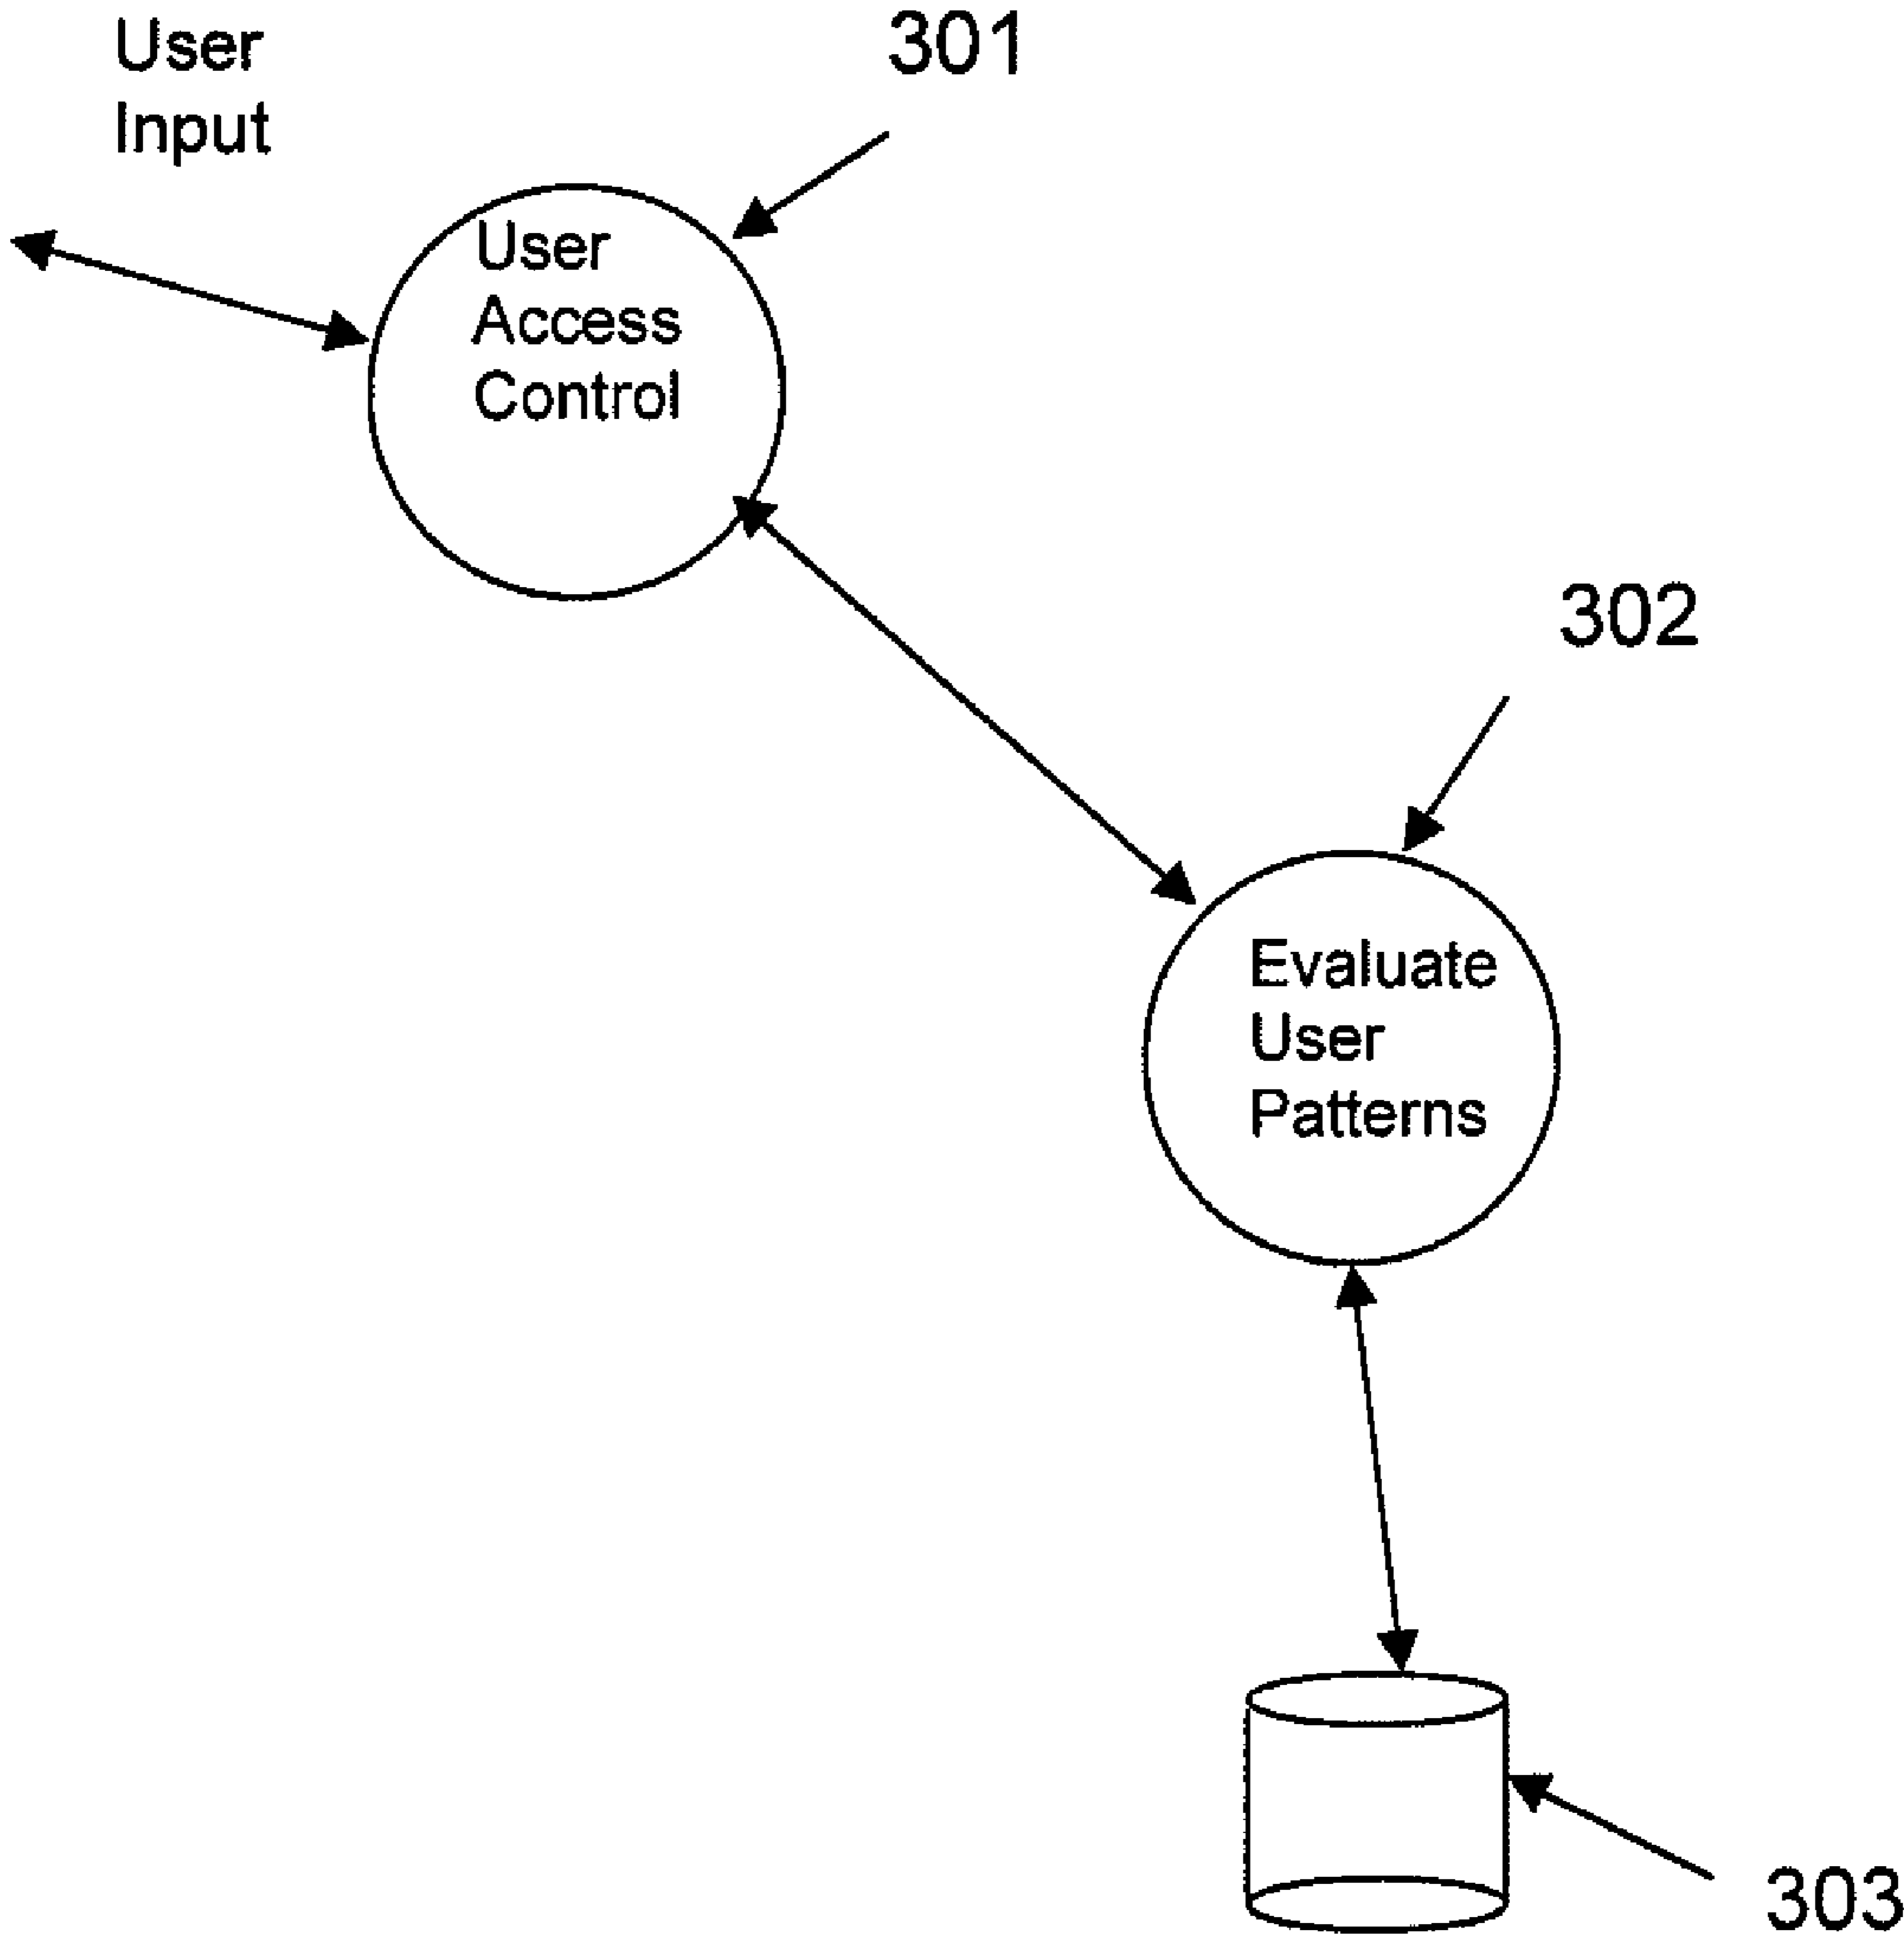 User
Input
301
User
Access
Control
302
Evaluate
User
Patterns
303